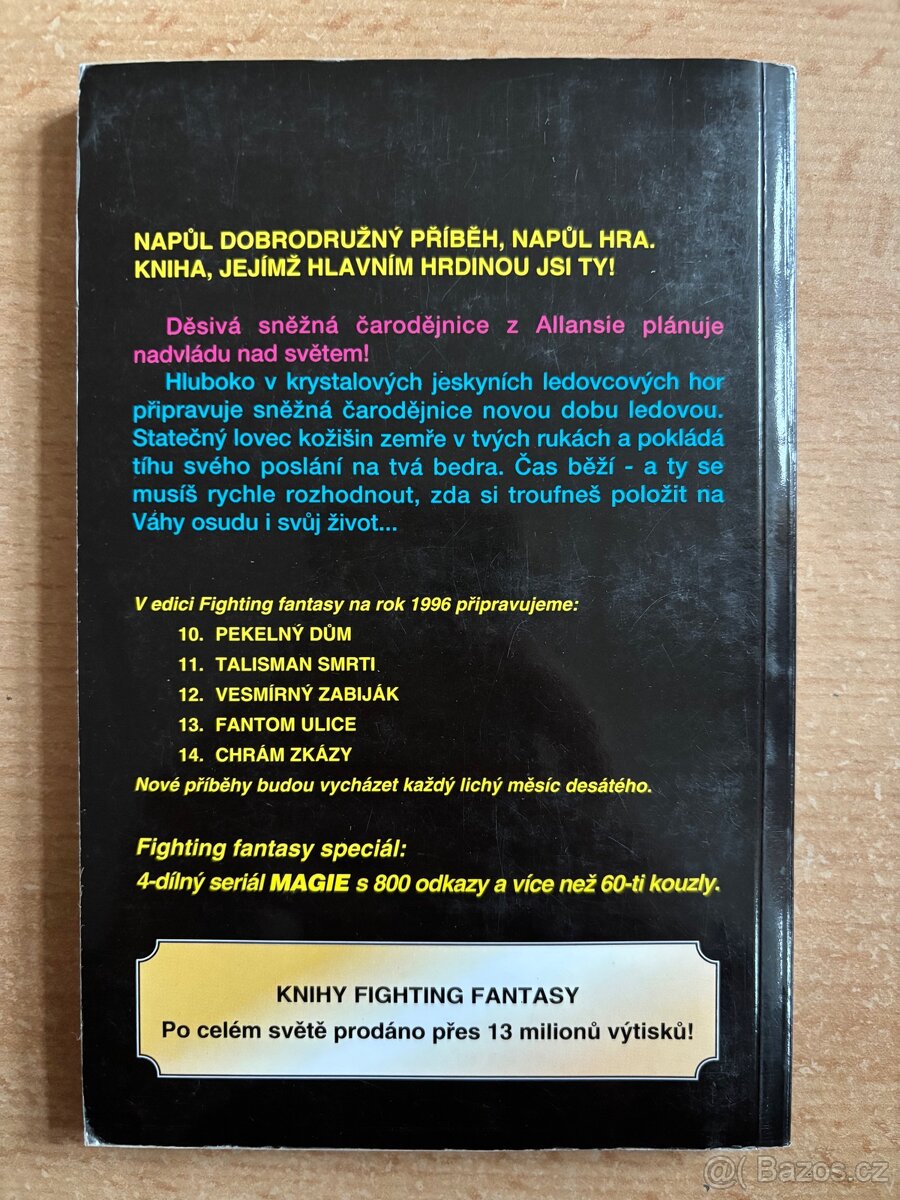 NAPŮL DOBRODRUŽNÝ PŘÍBĚH, NAPŮL HRA.
KNIHA, JEJÍMŽ HLAVNÍM HRDINOU JSI TY!
Děsivá sněžná čarodějnice z Allansie plánuje
nadvládu nad světem!
Hluboko v krystalových jeskyních ledovcových hor
připravuje sněžná čarodějnice novou dobu ledovou.
Statečný lovec kožišin zemře v tvých rukách a pokládá
tíhu svého poslání na tvá bedra. Čas běží - a ty se
musíš rychle rozhodnout, zda si troufneš položit na
Váhy osudu i svůj život...
V edici Fighting fantasy na rok 1996 připravujeme:
10. PEKELNÝ DŮM
11. TALISMAN SMRTI
12. VESMÍRNÝ ZABIJÁK
13. FANTOM ULICE
14. CHRÁM ZKÁZY
Nové příběhy budou vycházet každý lichý měsíc desátého.
Fighting fantasy speciál:
4-dílný seriál MAGIE s 800 odkazy a více než 60-ti kouzly.
KNIHY FIGHTING FANTASY
Po celém světě prodáno přes 13 milionů výtisků!
@( Bazos.cz